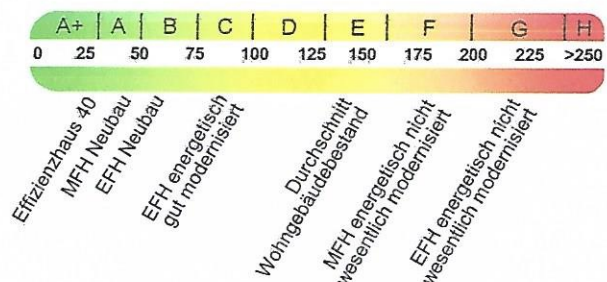 A+ A B C D E F G H
0 25 50 75 100 125 150 175 200 225 >250
Effizienzhaus 40
MFH Neubau
EFH Neubau
EFH energetisch
gut modernisiert
Durchschnitt
Wohngebäudebestand
MFH energetisch nicht
wesentlich modernisiert
EFH energetisch nicht
wesentlich modernisiert